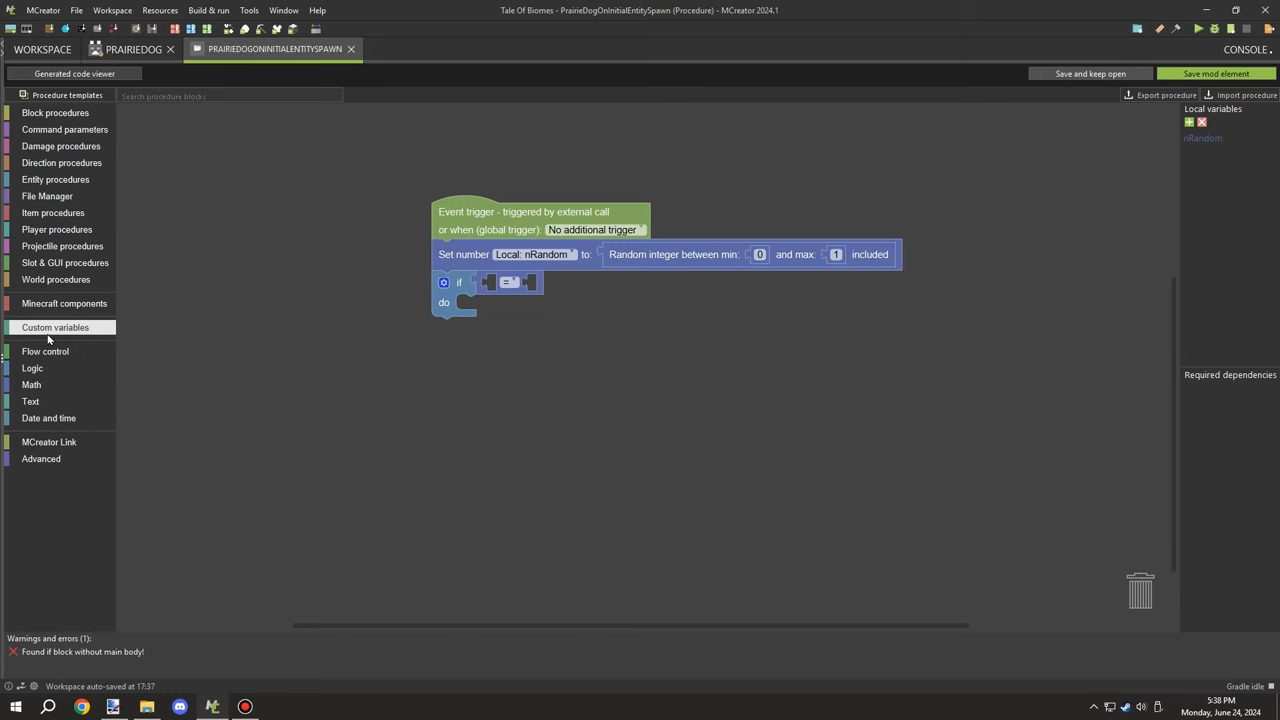 MCreator File Workspace Resources Build & run Tools Window Help
Tale Of Biomes - PrairieDogOnInitialEntitySpawn (Procedure) - MCreator 2024.1
WORKSPACE
PRAIRIEDOG
PRAIRIEDOGONINITIALENTITYSPAWN
CONSOLE
Generated code viewer
Save and keep open
Save mod element
Procedure templates
Search procedure blocks
Export procedure
Import procedure
Block procedures
Command parameters
Damage procedures
Direction procedures
Entity procedures
File Manager
Item procedures
Player procedures
Projectile procedures
Slot & GUI procedures
World procedures
Minecraft components
Custom variables
Flow control
Logic
Math
Text
Date and time
MCreator Link
Advanced
Event trigger - triggered by external call
or when (global trigger): No additional trigger
Set number Local: nRandom to: Random integer between min: 0 and max: 1 included
if =
do
Local variables
nRandom
Required dependencies
Warnings and errors (1):
Found if block without main body!
Workspace auto-saved at 17:37
Gradle idle
5:38 PM
Monday, June 24, 2024